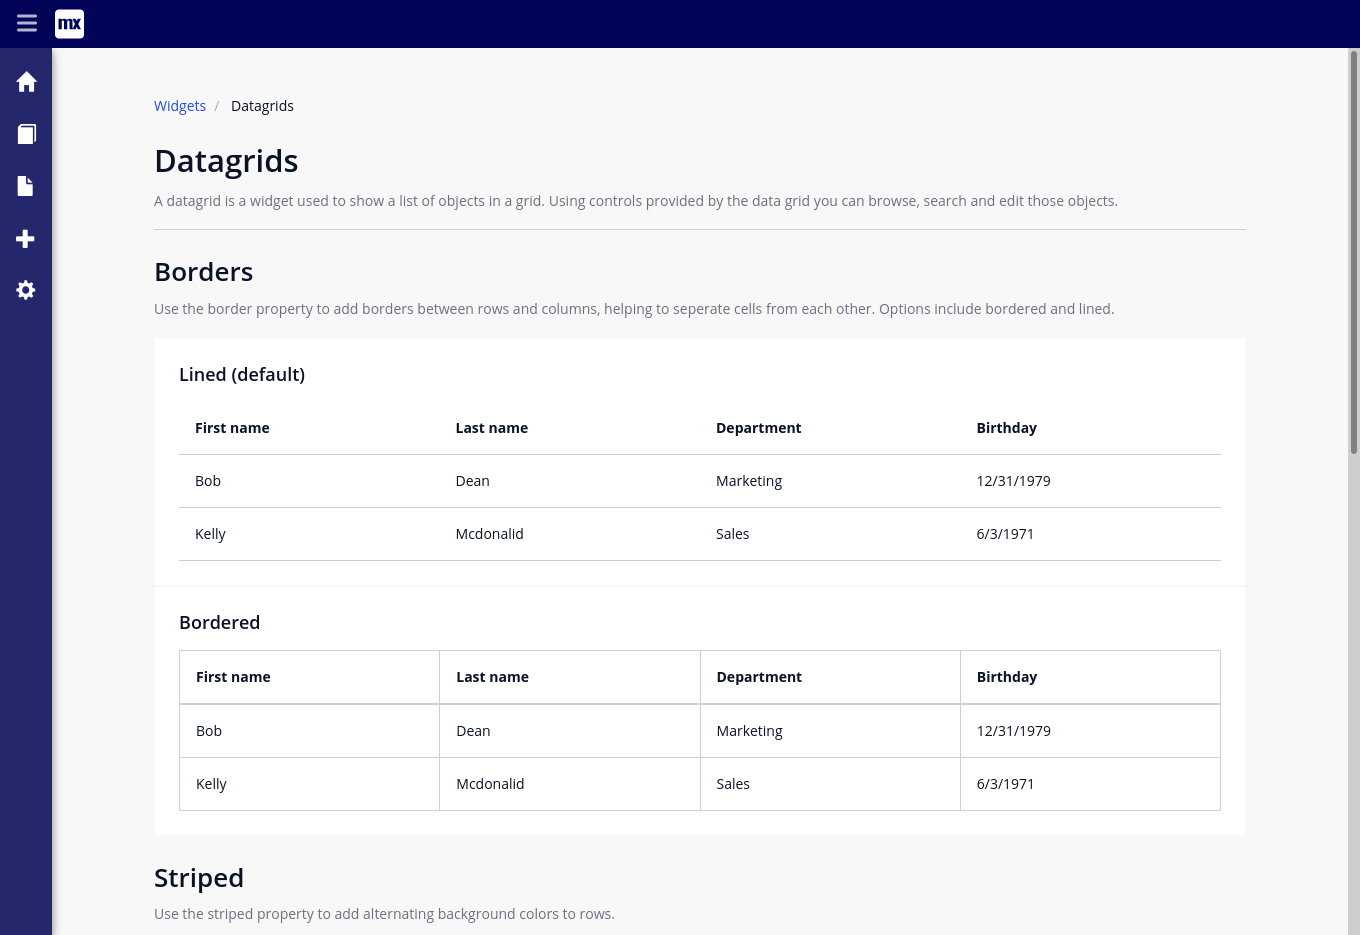 mx
Widgets / Datagrids
Datagrids
A datagrid is a widget used to show a list of objects in a grid. Using controls provided by the data grid you can browse, search and edit those objects.
Borders
Use the border property to add borders between rows and columns, helping to seperate cells from each other. Options include bordered and lined.
Lined (default)
First name Last name Department Birthday
Bob Dean Marketing 12/31/1979
Kelly Mcdonalid Sales 6/3/1971
Bordered
First name Last name Department Birthday
Bob Dean Marketing 12/31/1979
Kelly Mcdonalid Sales 6/3/1971
Striped
Use the striped property to add alternating background colors to rows.